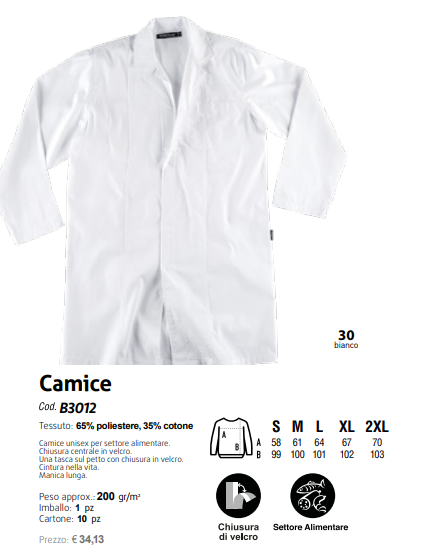 30
bianco
Camice
Cod. B3012
Tessuto: 65% poliestere, 35% cotone
Camice unisex per settore alimentare.
Chiusura centrale in velcro.
Una tasca sul petto con chiusura in velcro.
Cintura nella vita.
Manica lunga.
Peso approx.: 200 gr/m²
Imballo: 1 pz
Cartone: 10 pz
Prezzo: € 34,13
A
B
S M L XL 2XL
A 58 61 64 67 70
B 99 100 101 102 103
Chiusura
di velcro
Settore Alimentare